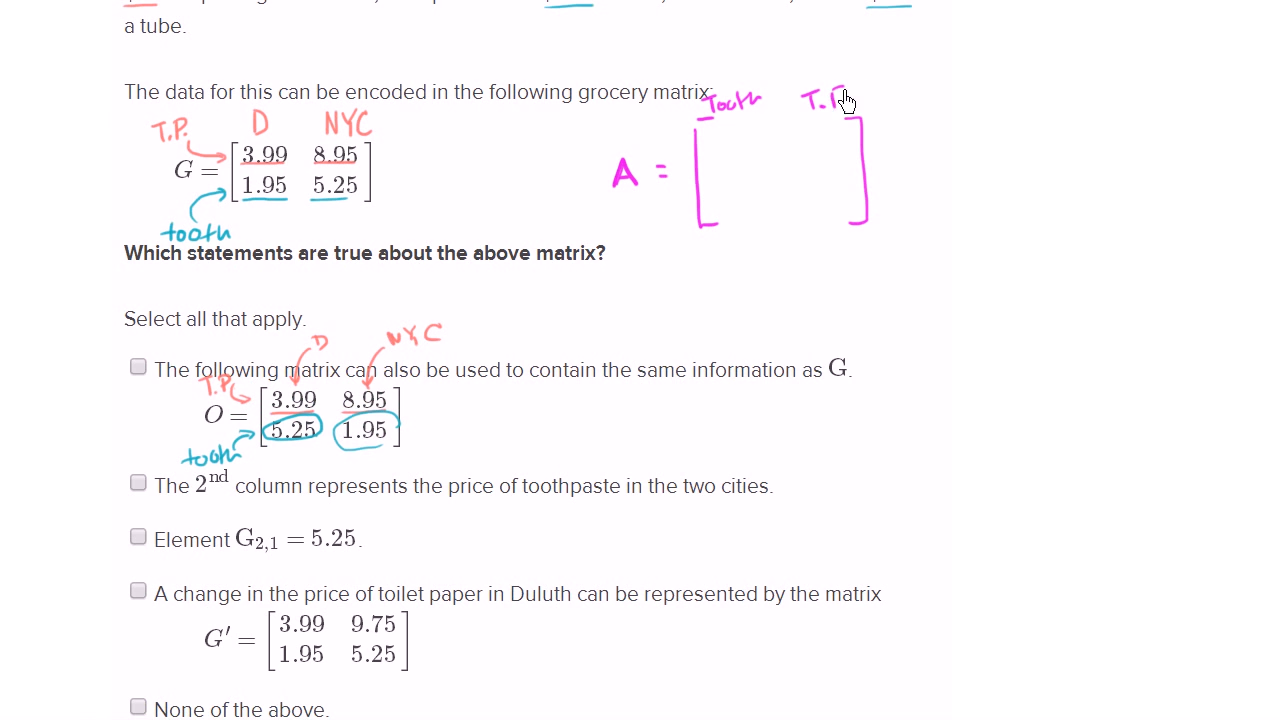 a tube.
The data for this can be encoded in the following grocery matrix:
Tooth T.P
T.P. D NYC
G = [3.99 8.95
1.95 5.25]
A = [ ]
tooth
Which statements are true about the above matrix?
Select all that apply.
D NYC
The following matrix can also be used to contain the same information as G.
T.P.
O = [3.99 8.95
5.25 1.95]
tooth
The 2nd column represents the price of toothpaste in the two cities.
Element G2,1 = 5.25.
A change in the price of toilet paper in Duluth can be represented by the matrix
G′ = [3.99 9.75
1.95 5.25]
None of the above.